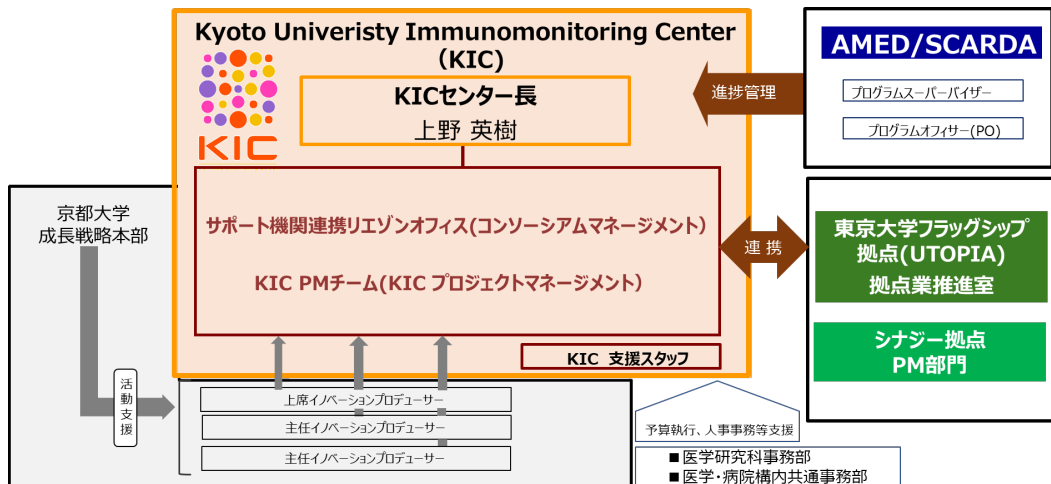 Kyoto Univeristy Immunomonitoring Center
（KIC）
KIC
KICセンター長
上野 英樹
進捗管理
AMED/SCARDA
プログラムスーパーバイザー
プログラムオフィサー(PO)
京都大学
成長戦略本部
サポート機関連携リエゾンオフィス(コンソーシアムマネージメント）
KIC PMチーム(KIC プロジェクトマネージメント）
連 携
東京大学フラッグシップ
拠点(UTOPIA)
拠点業推進室
シナジー拠点
PM部門
KIC 支援スタッフ
活動支援
上席イノベーションプロデューサー
主任イノベーションプロデューサー
主任イノベーションプロデューサー
予算執行、人事事務等支援
■ 医学研究科事務部
■ 医学・病院構内共通事務部